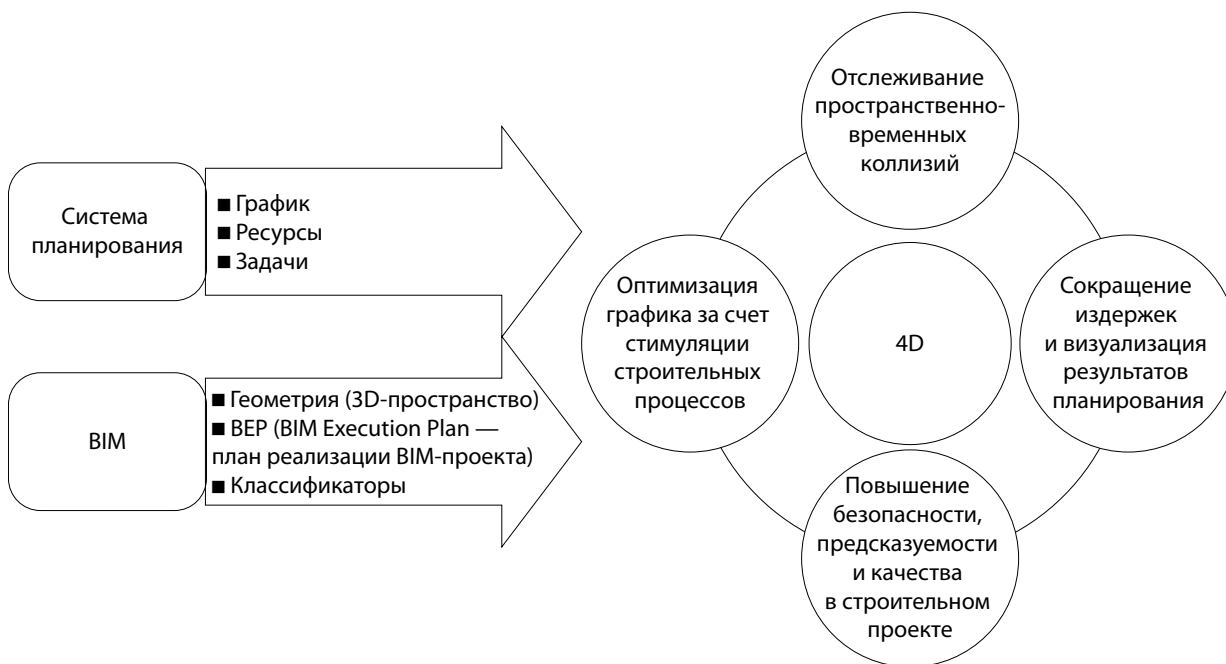 Система
планирования
■ График
■ Ресурсы
■ Задачи
BIM
■ Геометрия (3D-пространство)
■ BEP (BIM Execution Plan —
план реализации BIM-проекта)
■ Классификаторы
Отслеживание
пространственно-
временных
коллизий
Оптимизация
графика за счет
стимуляции
строительных
процессов
4D
Сокращение
издержек
и визуализация
результатов
планирования
Повышение
безопасности,
предсказуемости
и качества
в строительном
проекте